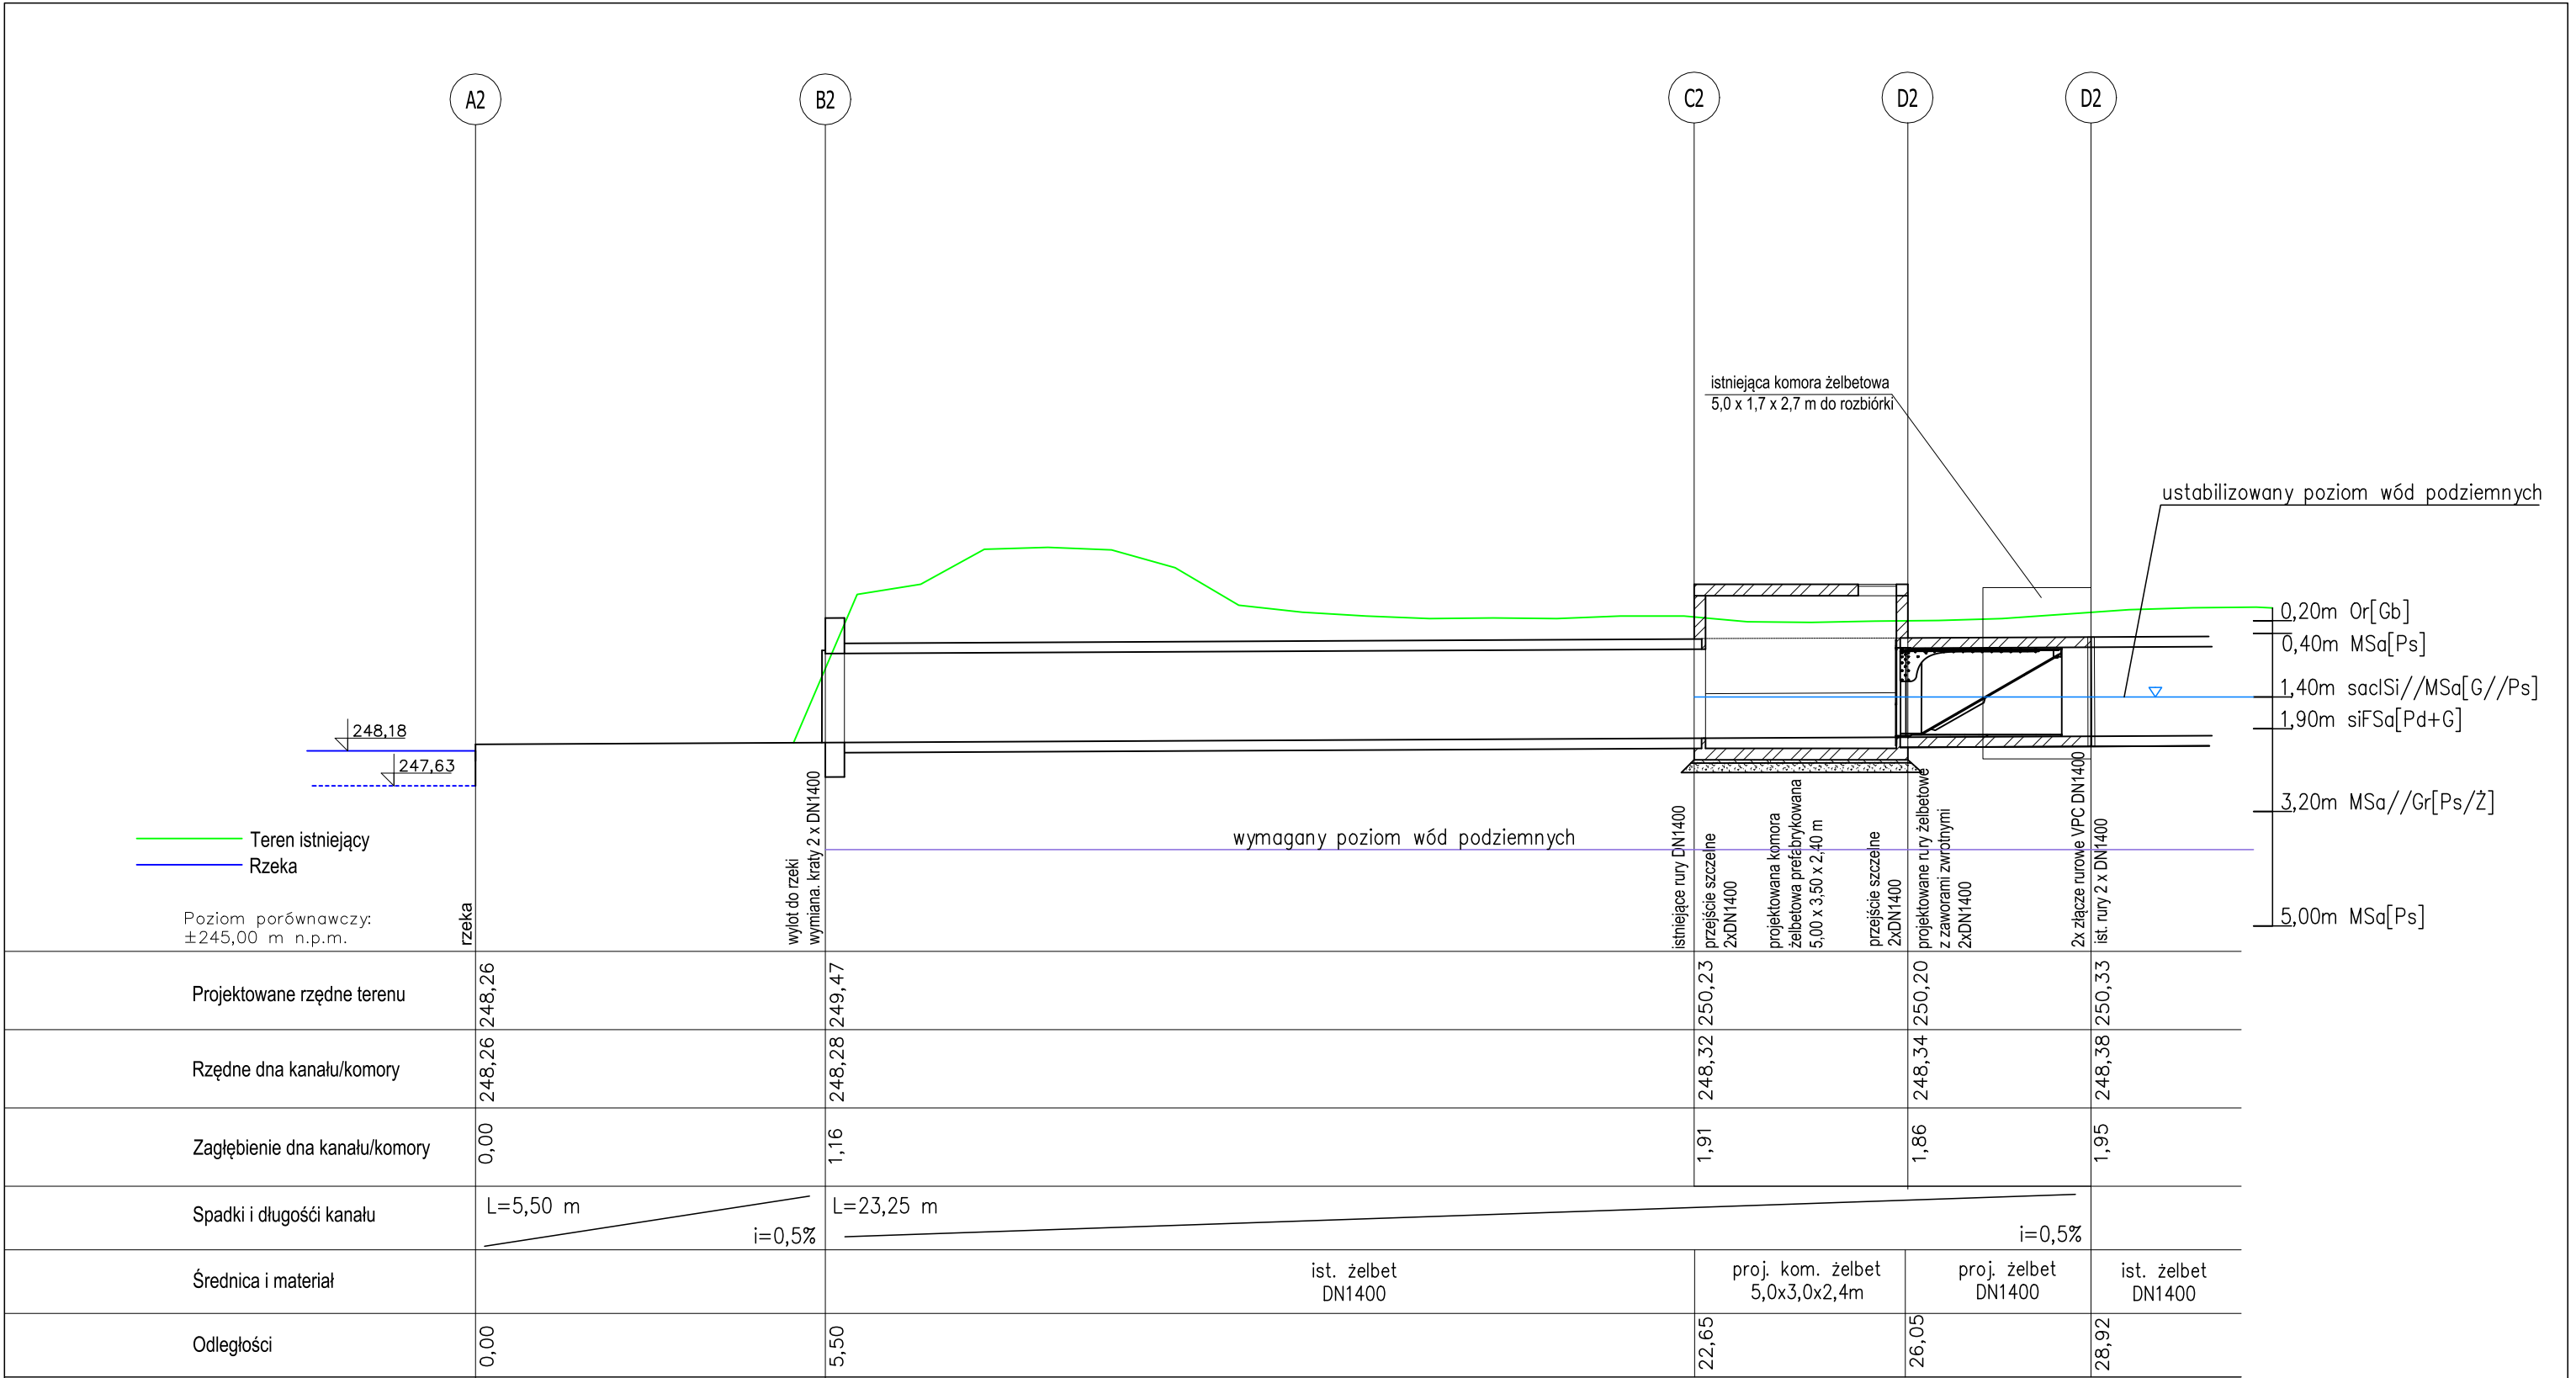 A2
B2
C2
D2
D2
istniejąca komora żelbetowa
5,0 x 1,7 x 2,7 m do rozbiórki
ustabilizowany poziom wód podziemnych
0,20m Or[Gb]
0,40m MSa[Ps]
1,40m saclSi//MSa[G//Ps]
1,90m siFSa[Pd+G]
3,20m MSa//Gr[Ps/Ż]
5,00m MSa[Ps]
248,18
247,63
Teren istniejący
Rzeka
Poziom porównawczy:
±245,00 m n.p.m.
wymagany poziom wód podziemnych
rzeka
wylot do rzeki
wymiana. kraty 2 x DN1400
istniejące rury DN1400
przejście szczelne
2xDN1400
projektowana komora
żelbetowa prefabrykowana
5,00 x 3,50 x 2,40 m
przejście szczelne
2xDN1400
projektowane rury żelbetowe
z zaworami zwrotnymi
2xDN1400
2x złącze rurowe VPC DN1400
ist. rury 2 x DN1400
Projektowane rzędne terenu
248,26
249,47
250,23
250,20
250,33
Rzędne dna kanału/komory
248,26
248,28
248,32
248,34
248,38
Zagłębienie dna kanału/komory
0,00
1,16
1,91
1,86
1,95
Spadki i długośći kanału
L=5,50 m
i=0,5%
L=23,25 m
i=0,5%
Średnica i materiał
ist. żelbet
DN1400
proj. kom. żelbet
5,0x3,0x2,4m
proj. żelbet
DN1400
ist. żelbet
DN1400
Odległości
0,00
5,50
22,65
26,05
28,92